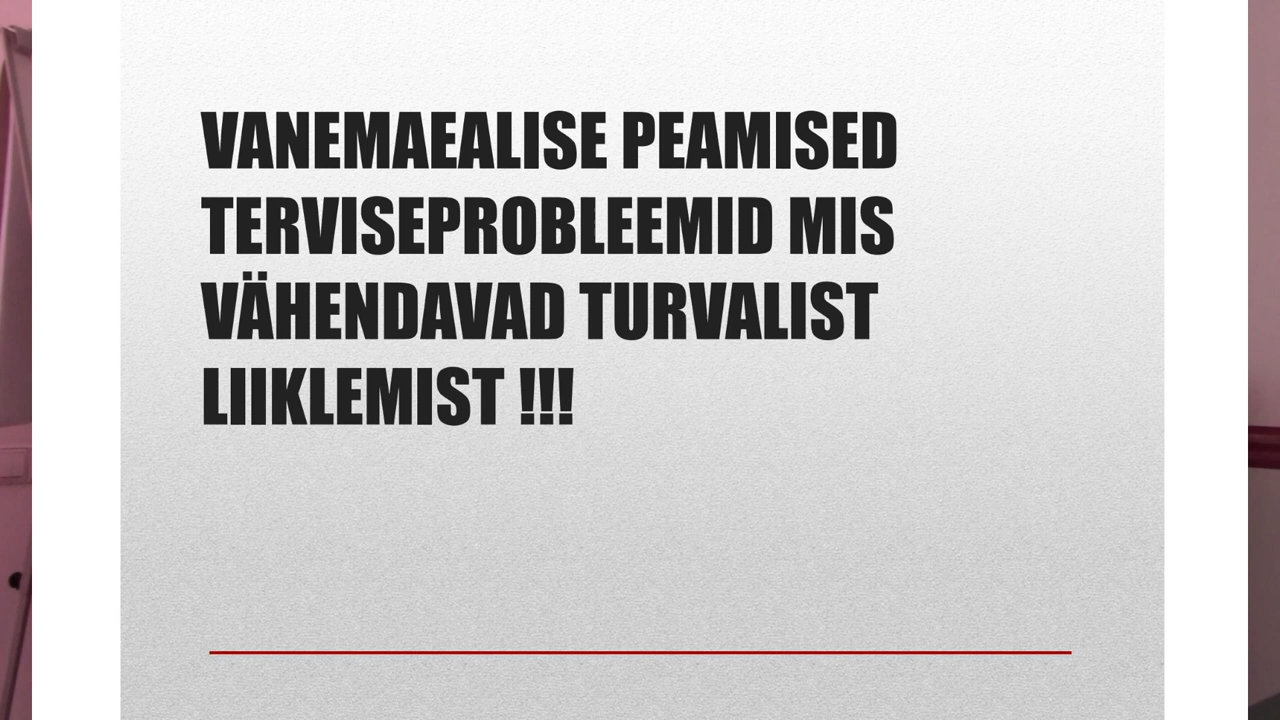 VANEMAEALISE PEAMISED
TERVISEPROBLEEMID MIS
VÄHENDAVAD TURVALIST
LIIKLEMIST !!!